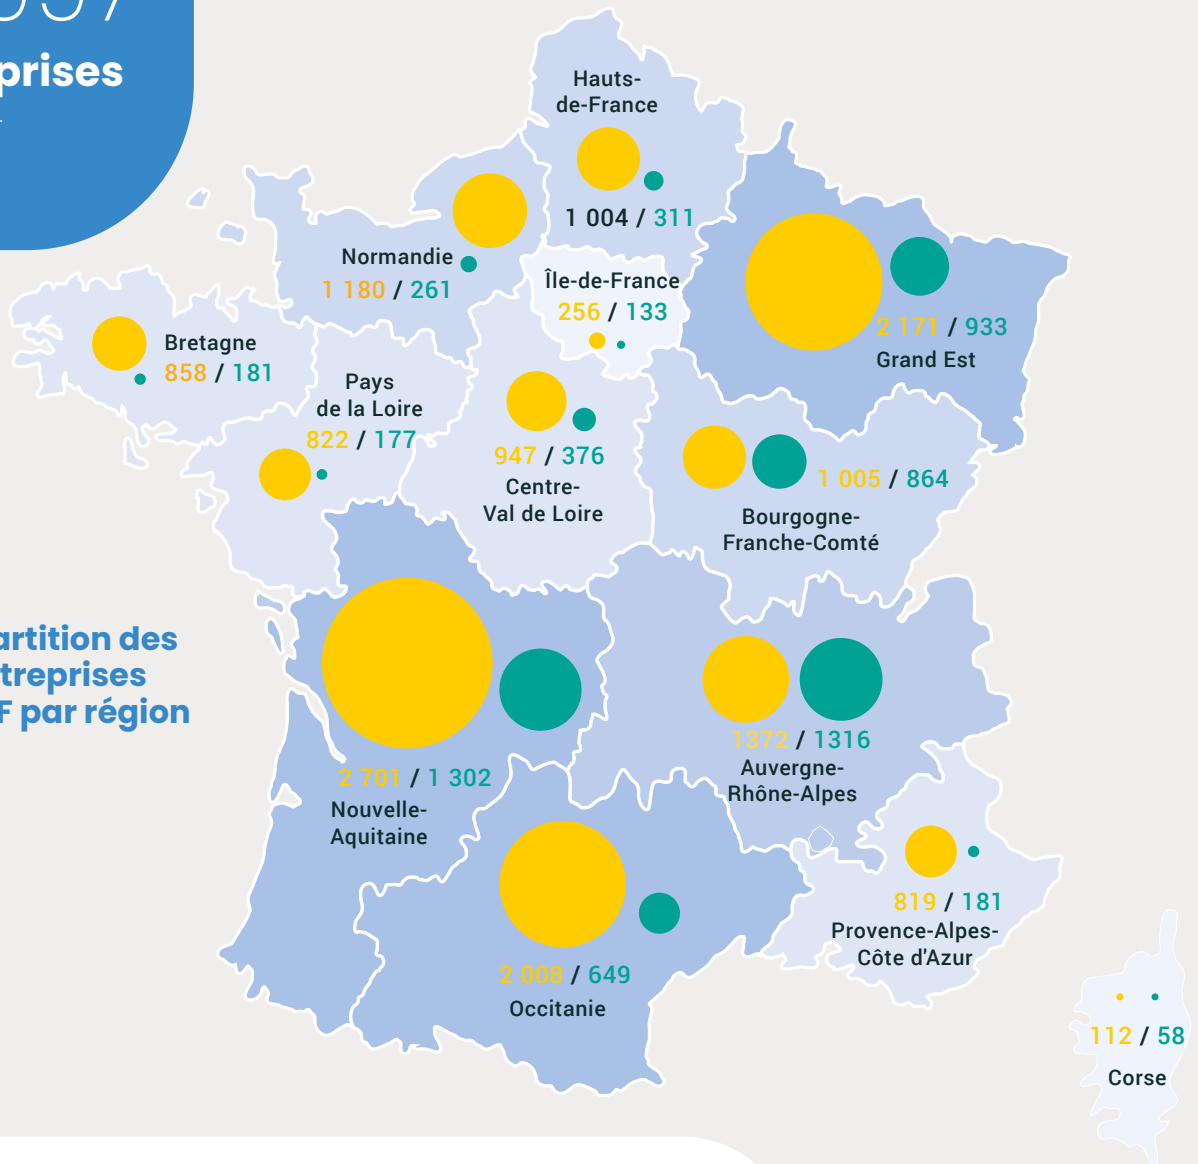 prises
Hauts-
de-France
1 004 / 311
Normandie
1 180 / 261
Île-de-France
256 / 133
2 171 / 933
Grand Est
Bretagne
858 / 181
Pays
de la Loire
822 / 177
947 / 376
Centre-
Val de Loire
1 005 / 864
Bourgogne-
Franche-Comté
artition des
treprises
F par région
1372 / 1316
Auvergne-
Rhône-Alpes
2 701 / 1 302
Nouvelle-
Aquitaine
819 / 181
Provence-Alpes-
Côte d'Azur
2 008 / 649
Occitanie
112 / 58
Corse